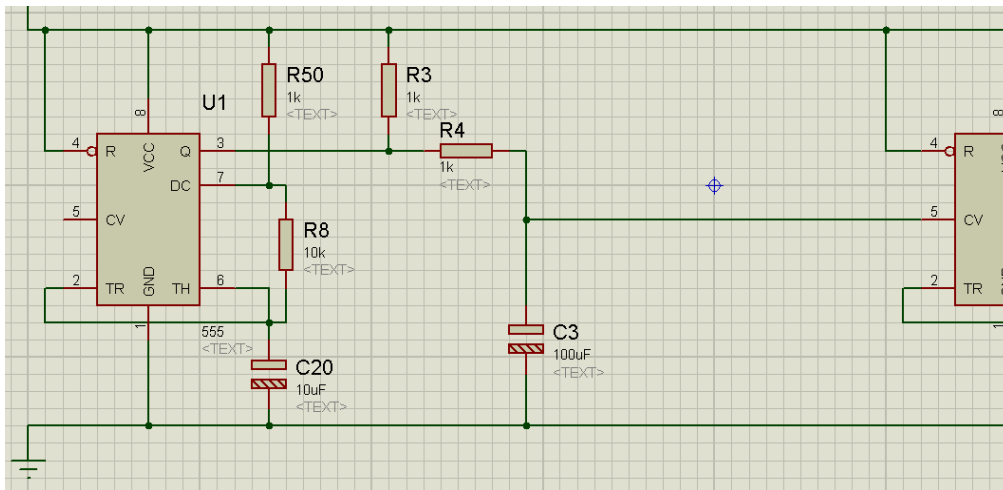 R50
1k
<TEXT>
R3
1k
<TEXT>
U1
8
8
4
R
VCC
Q
3
R4
1k
<TEXT>
4
R
DC
7
5
CV
5
CV
R8
10k
<TEXT>
2
TR
GND
TH
6
2
TR
1
555
<TEXT>
1
C3
100uF
<TEXT>
C20
10uF
<TEXT>